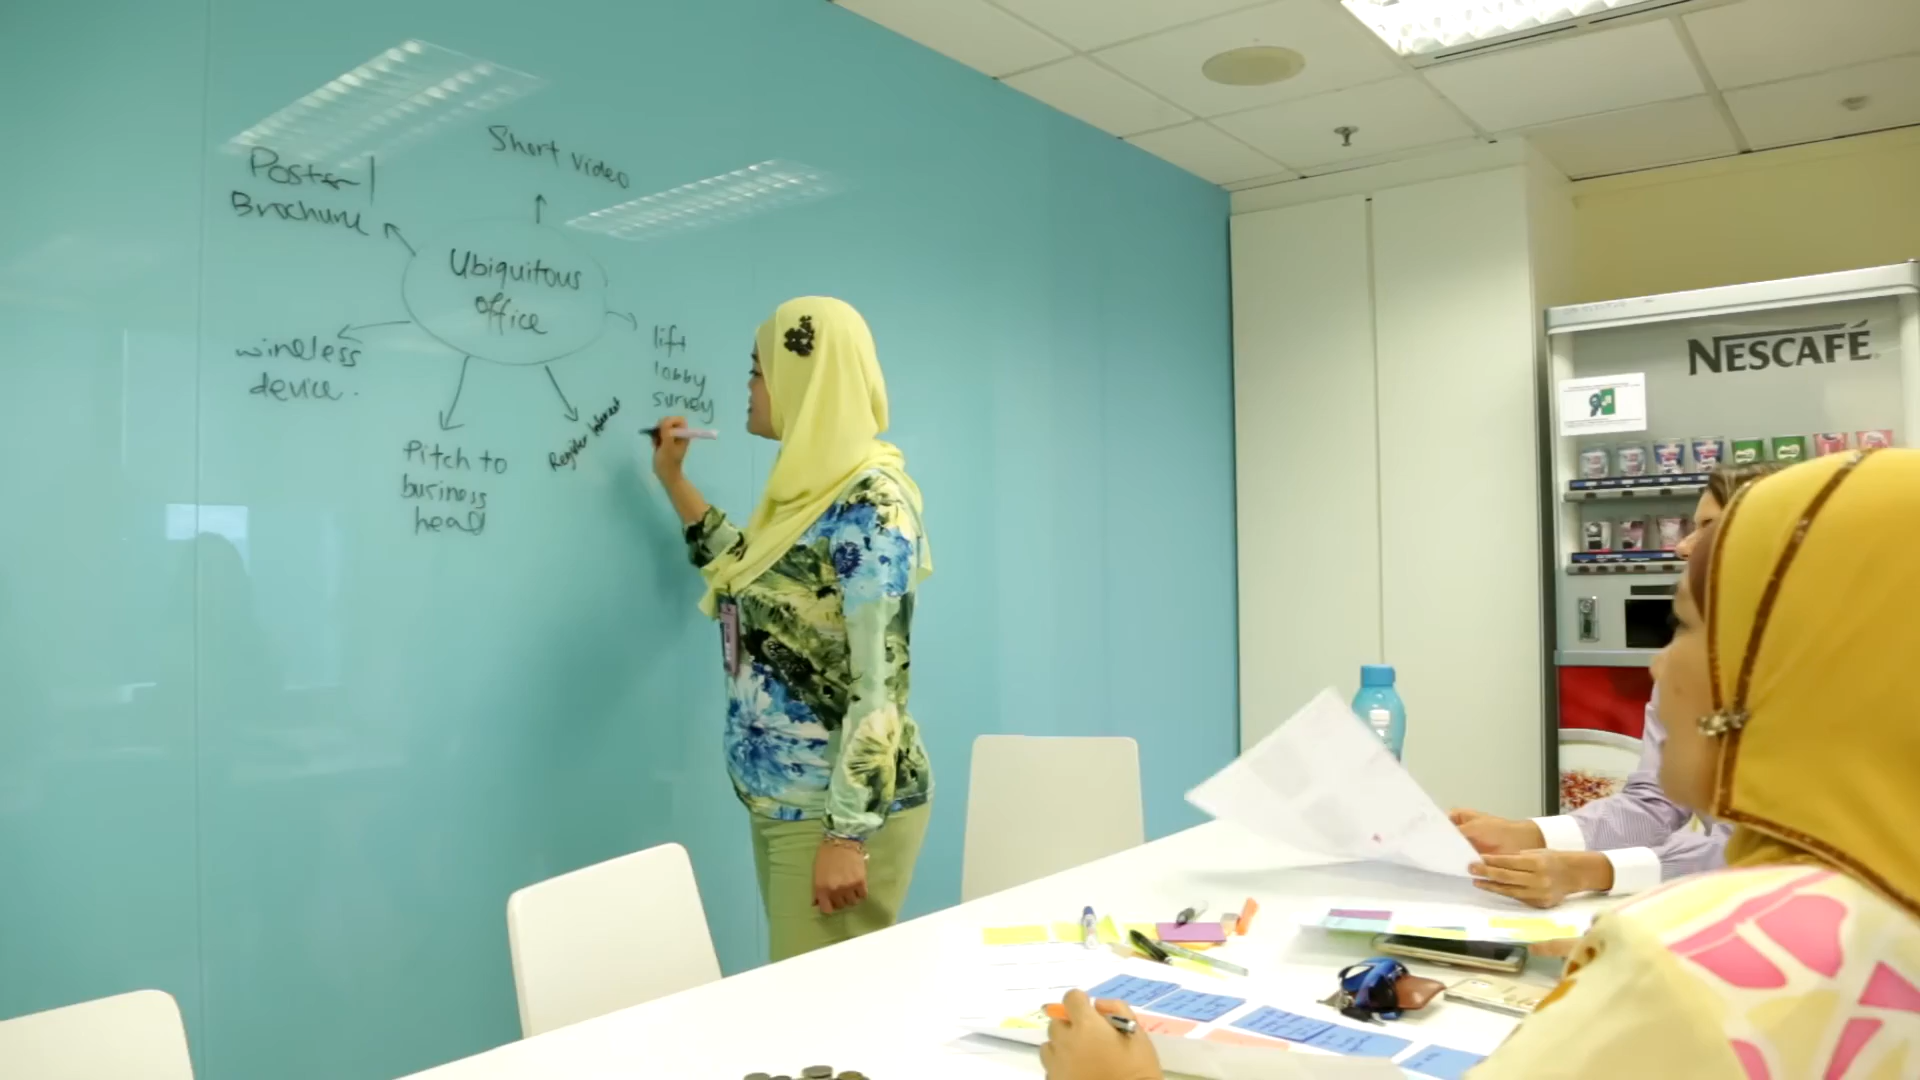 Short Video
Poster /
Brochure
Ubiquitous
office
wireless
device.
lift
lobby
survey
Pitch to
business
head
Register Interest
NESCAFÉ